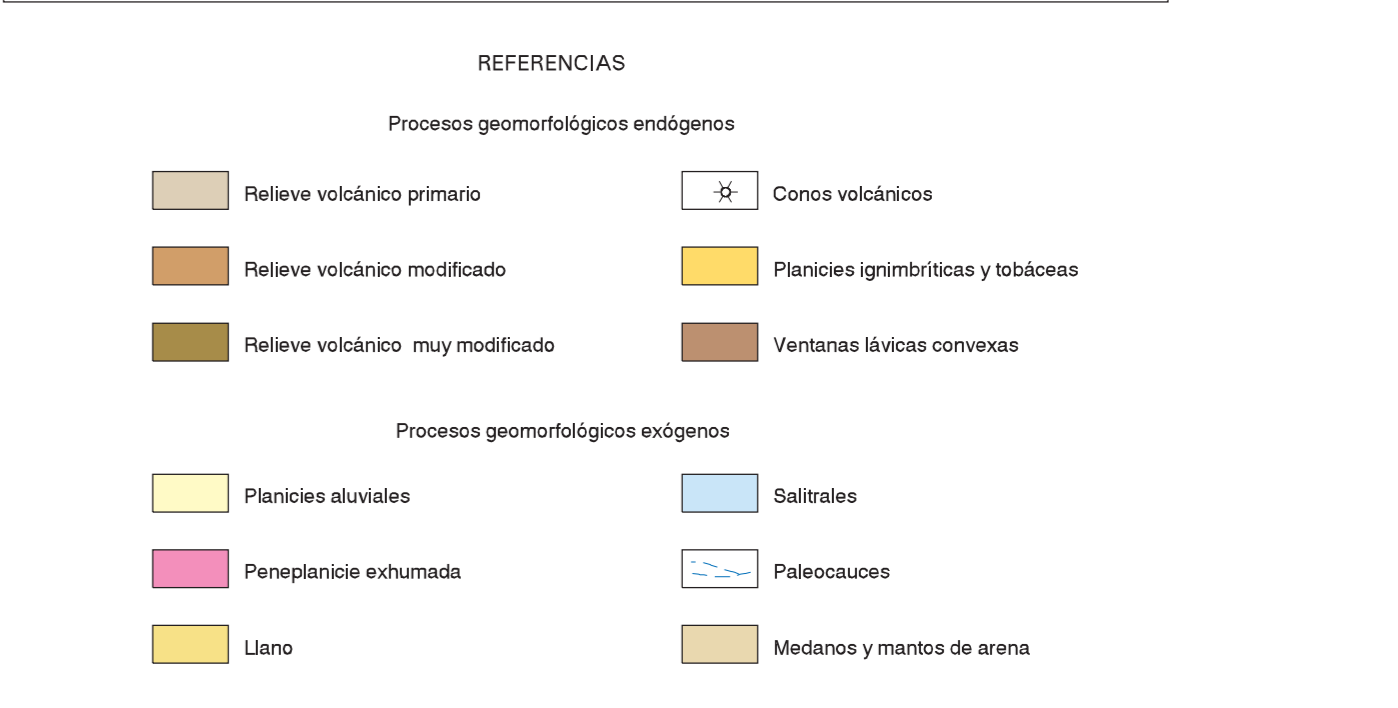 REFERENCIAS
Procesos geomorfológicos endógenos
Relieve volcánico primario
Conos volcánicos
Relieve volcánico modificado
Planicies ignimbríticas y tobáceas
Relieve volcánico  muy modificado
Ventanas lávicas convexas
Procesos geomorfológicos exógenos
Planicies aluviales
Salitrales
Peneplanicie exhumada
Paleocauces
Llano
Medanos y mantos de arena